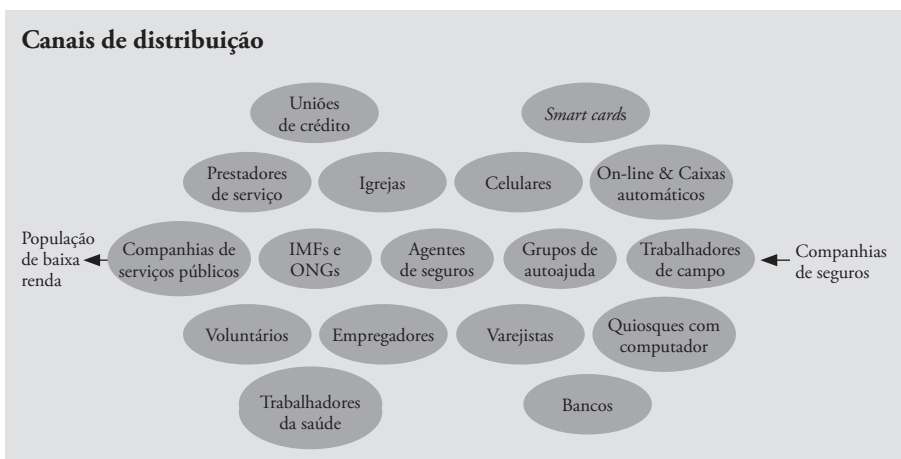 Canais de distribuição
Uniões
de crédito
Smart cards
Prestadores
de serviço
Igrejas
Celulares
On-line & Caixas
automáticos
População
de baixa
renda
Companhias de
serviços públicos
IMFs e
ONGs
Agentes
de seguros
Grupos de
autoajuda
Trabalhadores
de campo
Companhias
de seguros
Voluntários
Empregadores
Varejistas
Quiosques com
computador
Trabalhadores
da saúde
Bancos